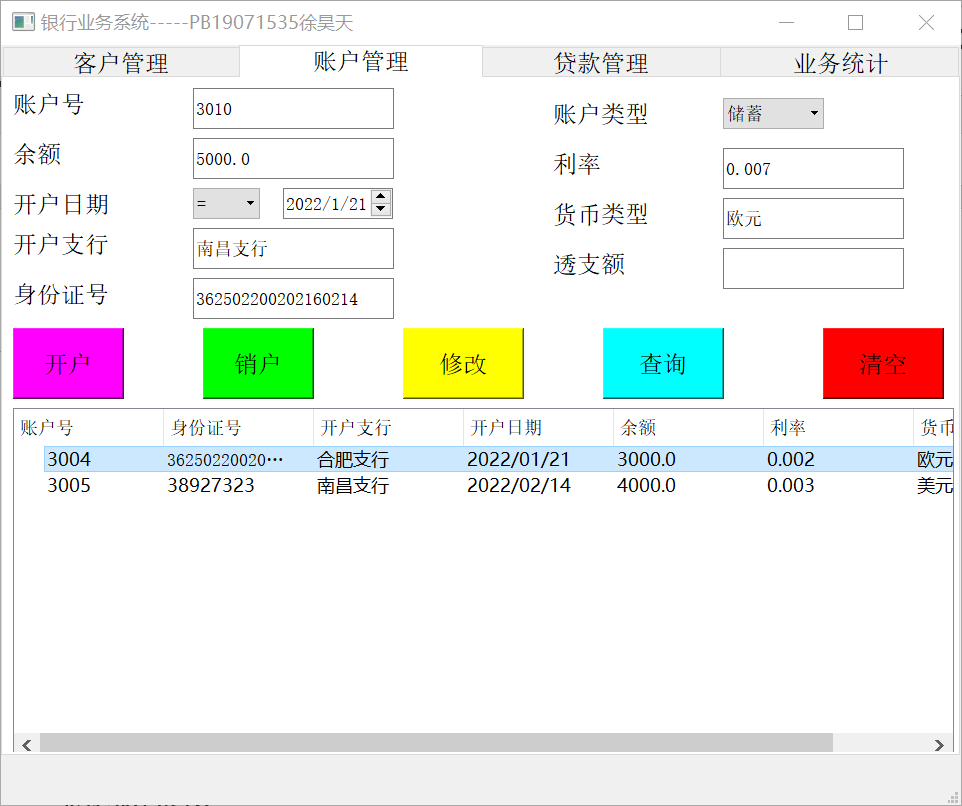 银行业务系统-----PB19071535徐昊天
客户管理 账户管理 贷款管理 业务统计
账户号 3010 账户类型 储蓄
余额 5000.0 利率 0.007
开户日期 = 2022/1/21 货币类型 欧元
开户支行 南昌支行 透支额
身份证号 362502200202160214
开户 销户 修改 查询 清空
账户号 身份证号 开户支行 开户日期 余额 利率 货币
3004 36250220020… 合肥支行 2022/01/21 3000.0 0.002 欧元
3005 38927323 南昌支行 2022/02/14 4000.0 0.003 美元